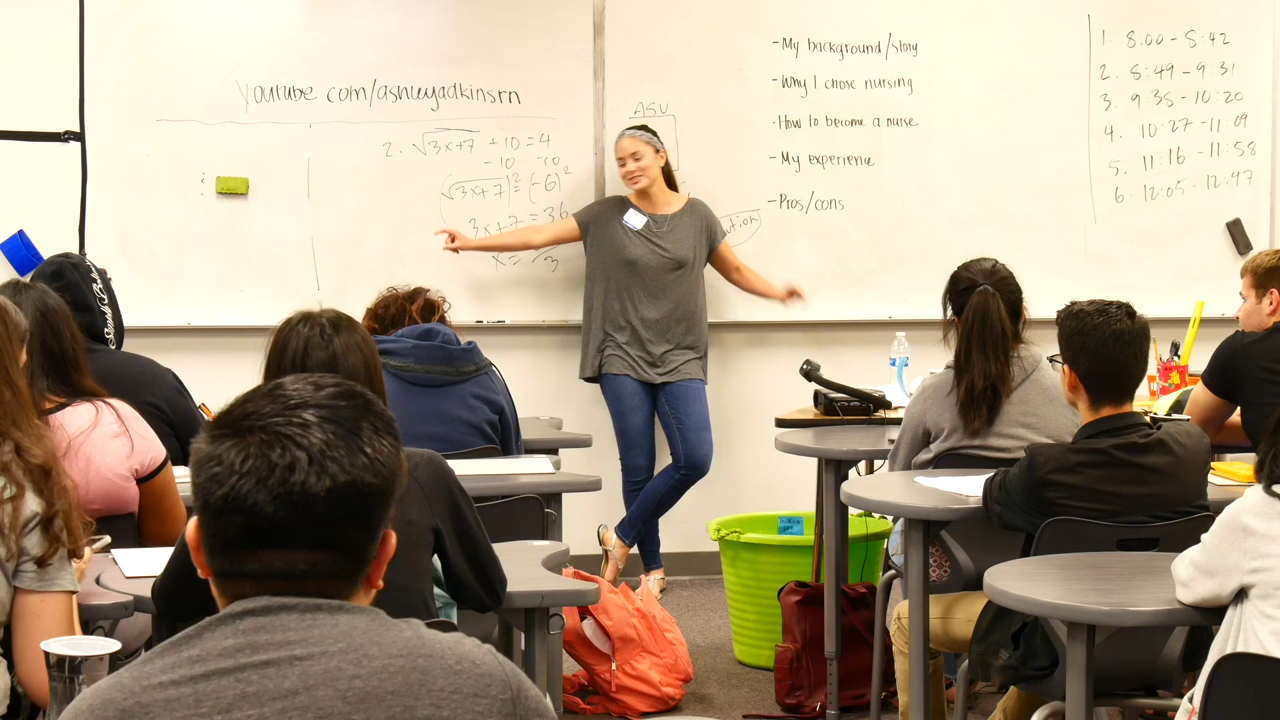 Youtube com/ashleyadkinsrn
2. √3x+7 +10 = 4
-10 -10
(√3x+7)² = (-6)²
3x+7 = 36
ASU
- My background/story
- Why I chose nursing
- How to become a nurse
- My experience
- Pros/cons
1. 8:00 - 8:42
2. 8:49 - 9:31
3. 9:35 - 10:20
4. 10:27 - 11:09
5. 11:16 - 11:58
6. 12:05 - 12:47